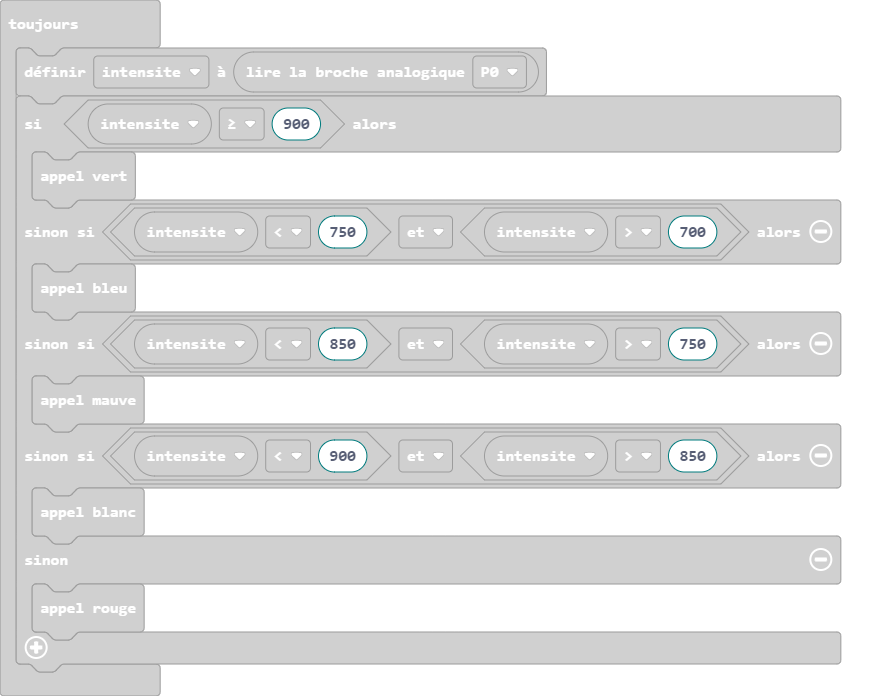 toujours
définir intensite à lire la broche analogique P0
si intensite ≥ 900 alors
appel vert
sinon si intensite < 750 et intensite > 700 alors
appel bleu
sinon si intensite < 850 et intensite > 750 alors
appel mauve
sinon si intensite < 900 et intensite > 850 alors
appel blanc
sinon
appel rouge